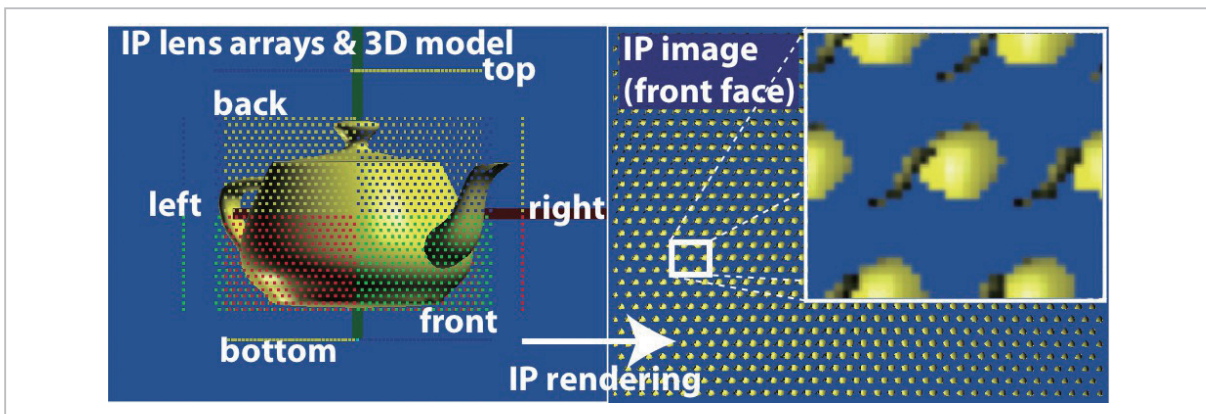 IP lens arrays & 3D model
top
back
left
right
front
bottom
IP image
(front face)
IP rendering